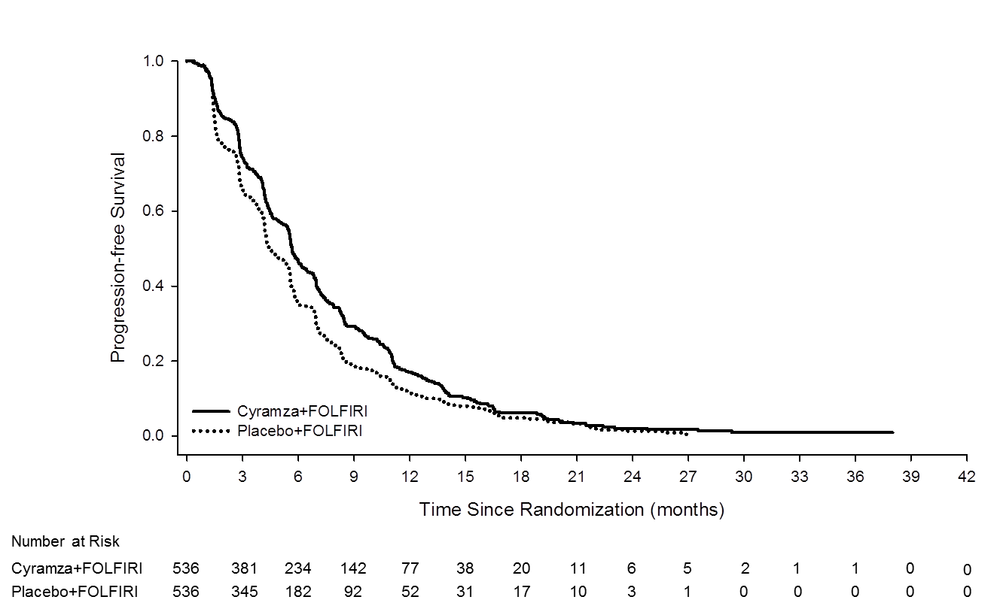 1.0
0.8
0.6
0.4
0.2
0.0
Progression-free Survival
Cyramza+FOLFIRI
Placebo+FOLFIRI
0 3 6 9 12 15 18 21 24 27 30 33 36 39 42
Time Since Randomization (months)
Number at Risk
Cyramza+FOLFIRI 536 381 234 142 77 38 20 11 6 5 2 1 1 0 0
Placebo+FOLFIRI 536 345 182 92 52 31 17 10 3 1 0 0 0 0 0